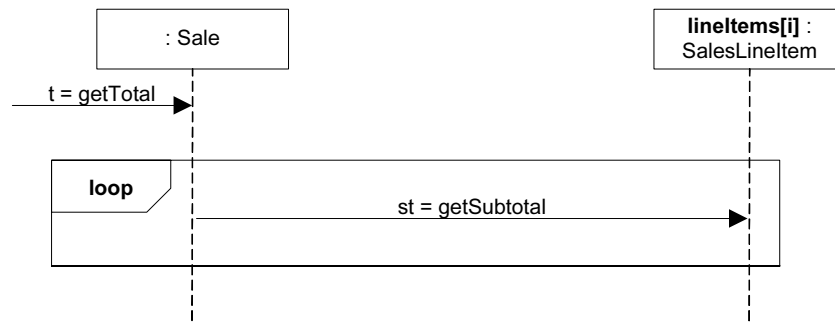 : Sale
lineItems[i] :
SalesLineItem
t = getTotal
loop
st = getSubtotal